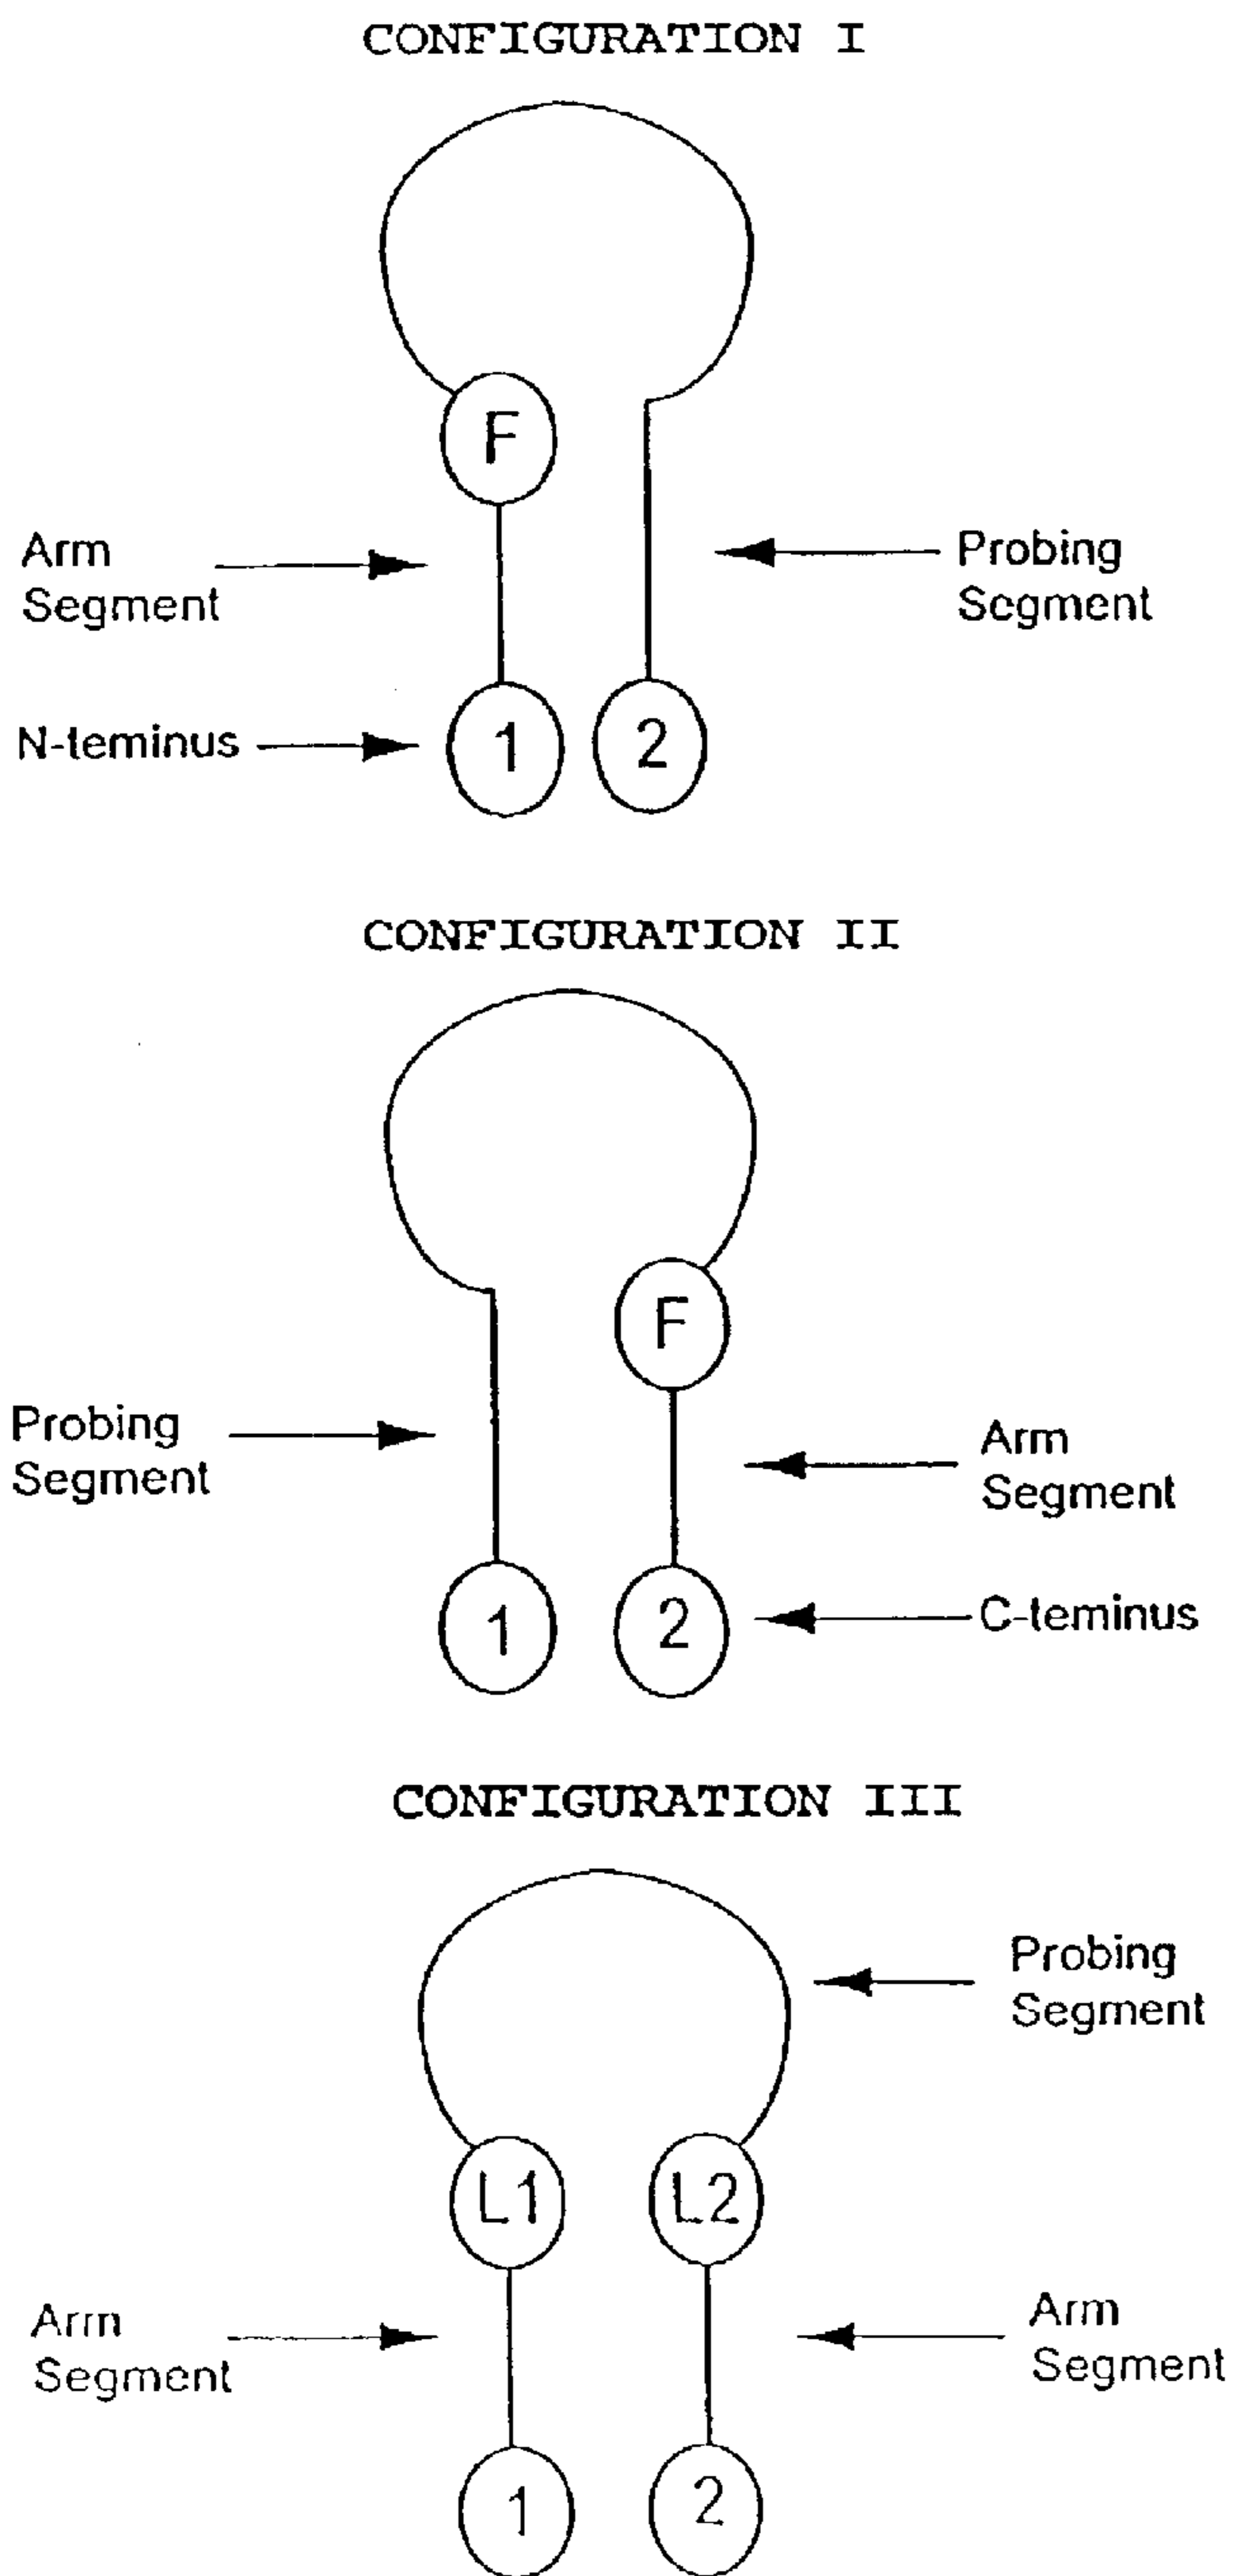 CONFIGURATION I
F
Arm
Segment
Probing
Scgment
N-teminus
1
2
CONFIGURATION II
F
Probing
Segment
Arm
Segment
1
2
C-teminus
CONFIGURATION III
Probing
Segment
L1
L2
Arm
Segment
Arm
Segment
1
2